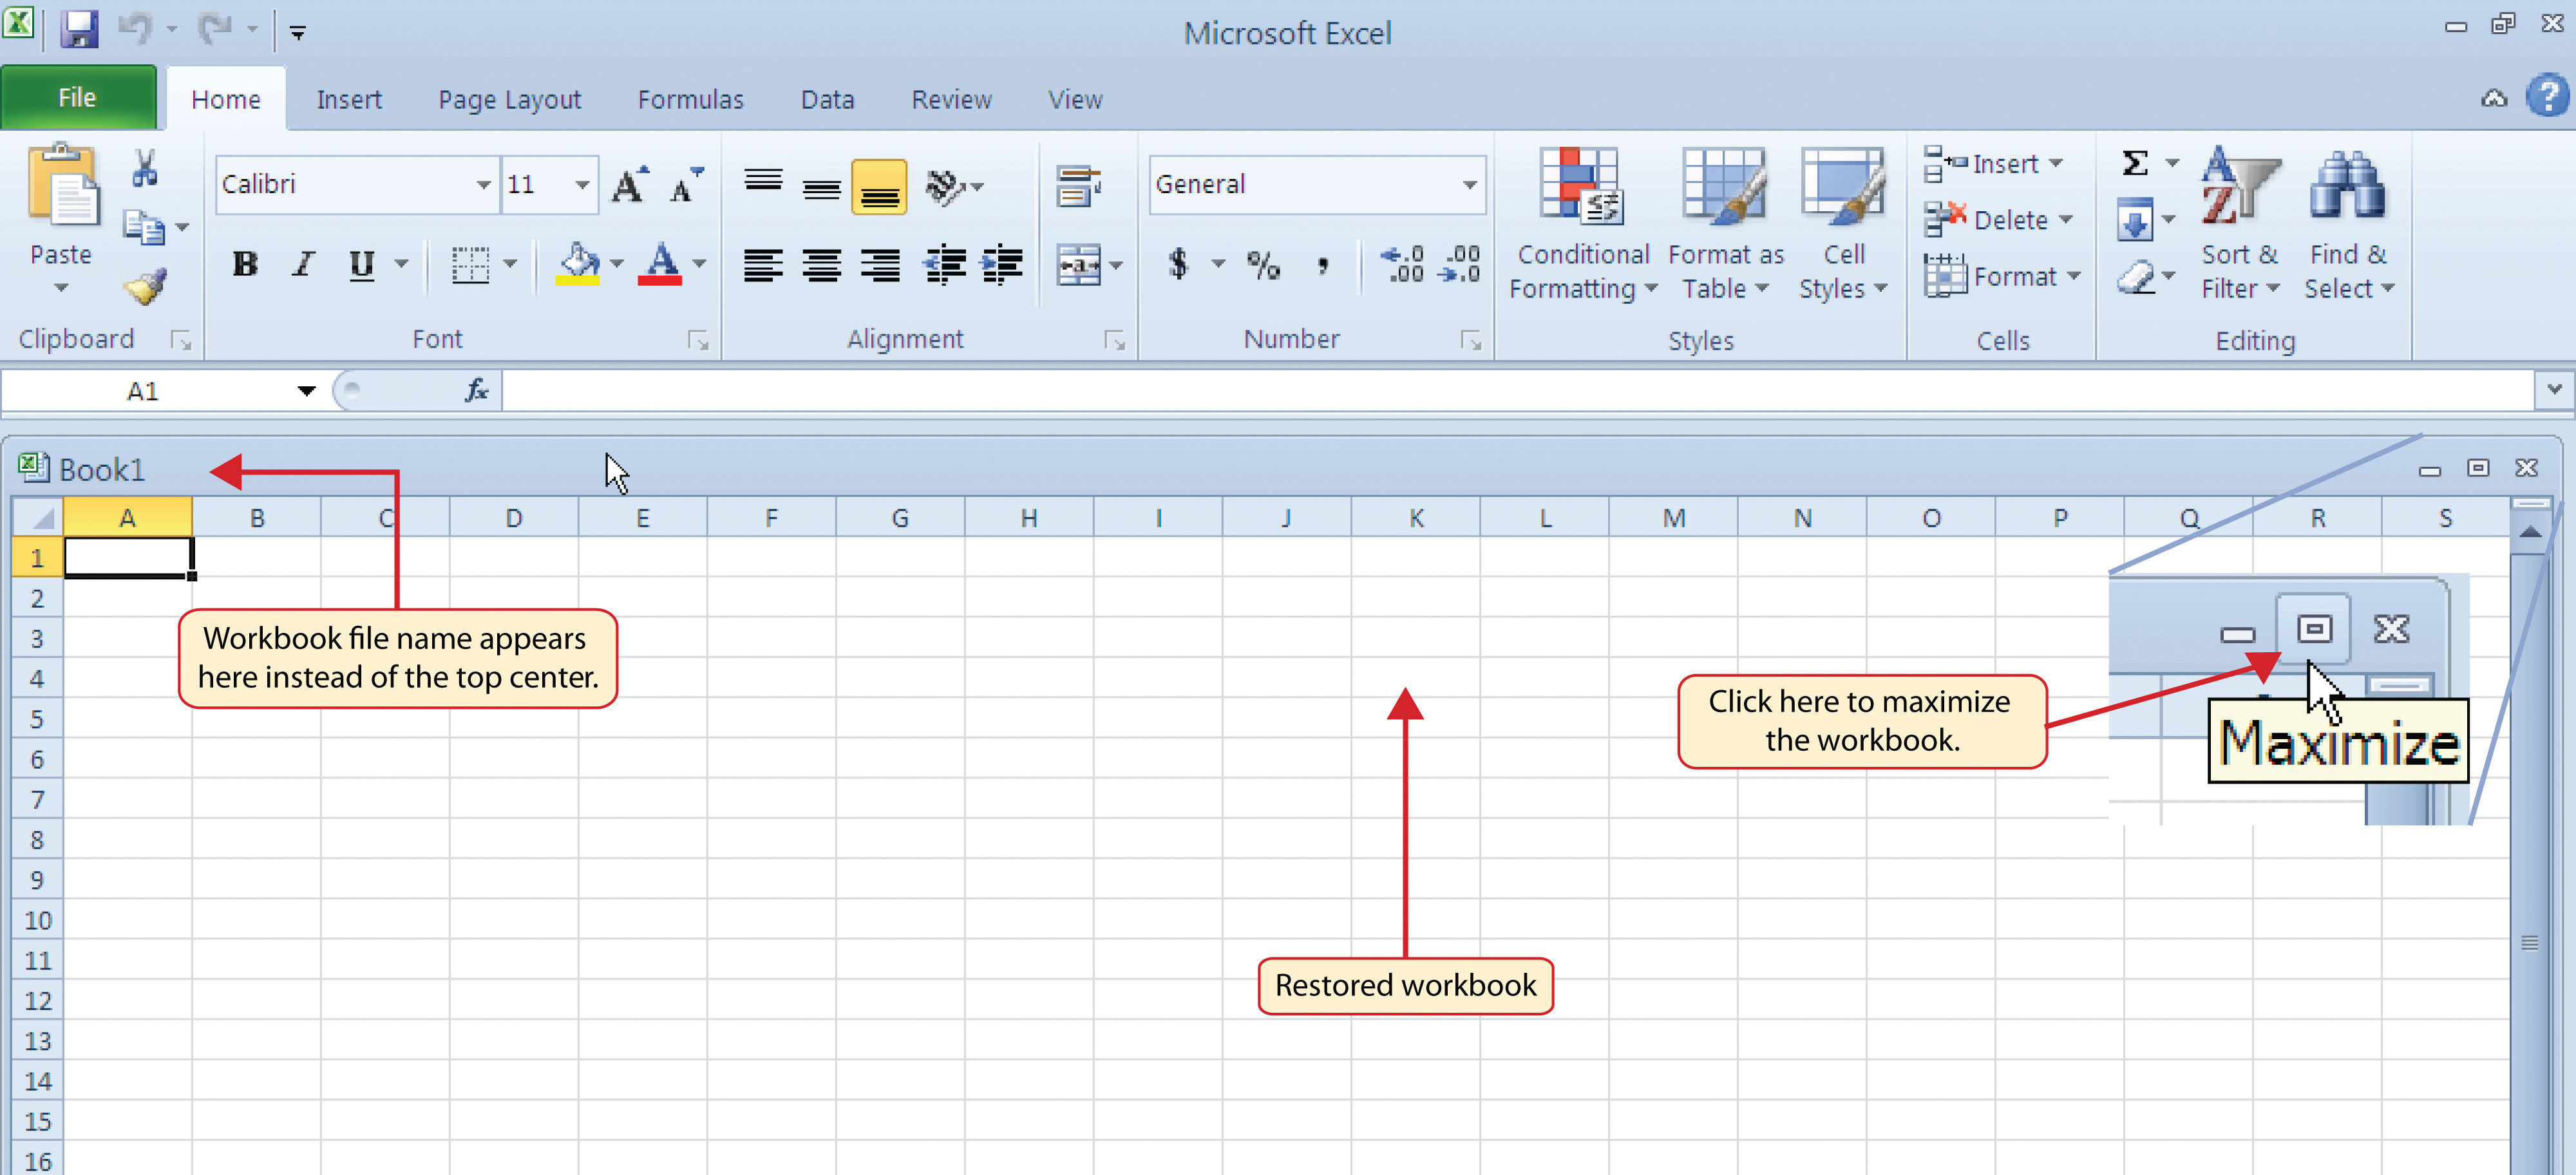 Microsoft Excel
File Home Insert Page Layout Formulas Data Review View
Calibri 11 General
Insert
Delete
Format
Paste
B I U $ % , .0 .00 .00 .0
Conditional Formatting
Format as Table
Cell Styles
Sort & Filter
Find & Select
Clipboard Font Alignment Number Styles Cells Editing
A1 fx
Book1
A B C D E F G H I J K L M N O P Q R S
1
2
3
4
5
6
7
8
9
10
11
12
13
14
15
16
Workbook file name appears
here instead of the top center.
Click here to maximize
the workbook.
Maximize
Restored workbook